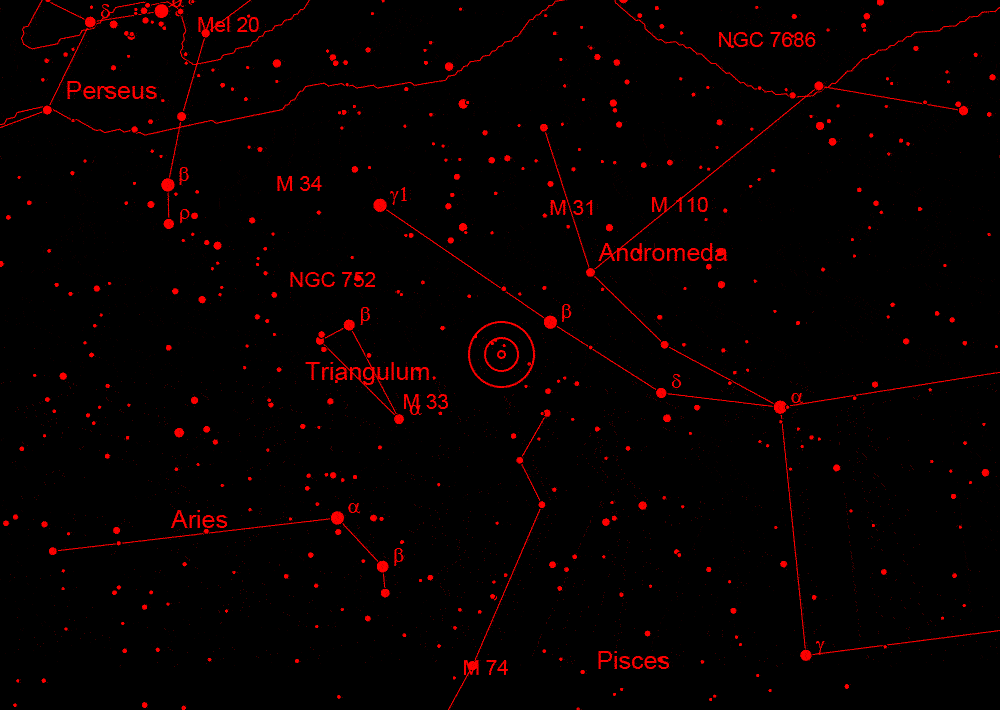 δ
α
Mel 20
NGC 7686
Perseus
β
M 34
γ1
ρ
M 31
M 110
Andromeda
NGC 752
β
β
Triangulum
δ
M 33
α
α
α
Aries
β
γ
Pisces
M 74